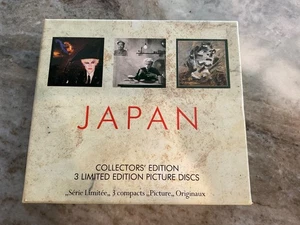 JAPAN
COLLECTORS' EDITION
3 LIMITED EDITION PICTURE DISCS
„Série Limitée„ 3 compacts „Picture„ Originaux